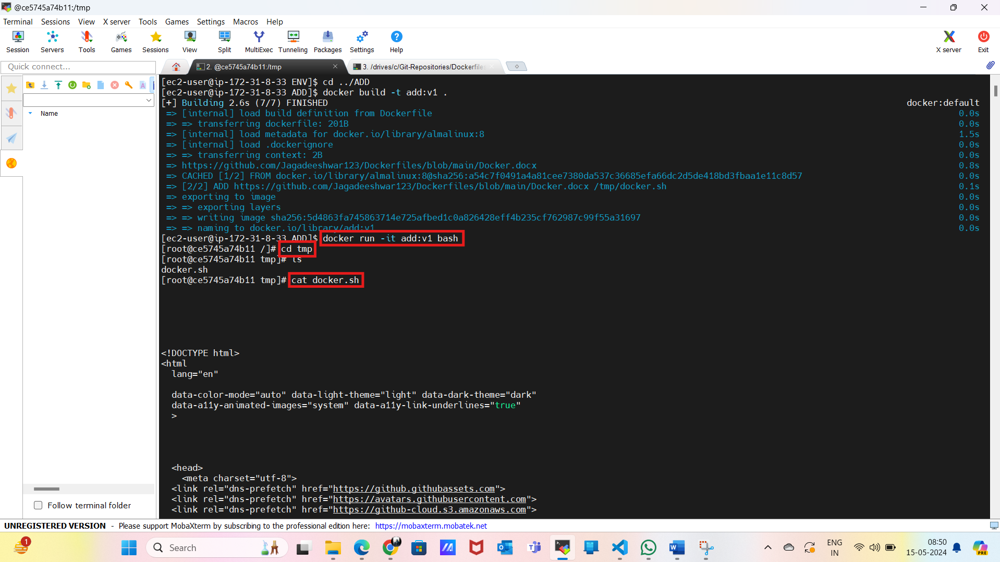 @ce5745a74b11:/tmp
Terminal Sessions View X server Tools Games Settings Macros Help
Session Servers Tools Games Sessions View Split MultiExec Tunneling Packages Settings Help X server Exit
Quick connect... 2. @ce5745a74b11:/tmp 3. /drives/c/Git-Repositories/Dockerfiles
Name
[ec2-user@ip-172-31-8-33 ENV]$ cd ../ADD
[ec2-user@ip-172-31-8-33 ADD]$ docker build -t add:v1 .
[+] Building 2.6s (7/7) FINISHED docker:default
=> [internal] load build definition from Dockerfile 0.0s
=> => transferring dockerfile: 201B 0.0s
=> [internal] load metadata for docker.io/library/almalinux:8 1.5s
=> [internal] load .dockerignore 0.0s
=> => transferring context: 2B 0.0s
=> https://github.com/Jagadeeshwar123/Dockerfiles/blob/main/Docker.docx 0.8s
=> CACHED [1/2] FROM docker.io/library/almalinux:8@sha256:a54c7f0491a4a81cee7380da537c36685efa66dc2d5de418bd3fbaa1e11c8d57 0.0s
=> [2/2] ADD https://github.com/Jagadeeshwar123/Dockerfiles/blob/main/Docker.docx /tmp/docker.sh 0.1s
=> exporting to image 0.0s
=> => exporting layers 0.0s
=> => writing image sha256:5d4863fa745863714e725afbed1c0a826428eff4b235cf762987c99f55a31697 0.0s
=> => naming to docker.io/library/add:v1 0.0s
[ec2-user@ip-172-31-8-33 ADD]$ docker run -it add:v1 bash
[root@ce5745a74b11 /]# cd tmp
[root@ce5745a74b11 tmp]# ls
docker.sh
[root@ce5745a74b11 tmp]# cat docker.sh
<!DOCTYPE html>
<html
lang="en"
data-color-mode="auto" data-light-theme="light" data-dark-theme="dark"
data-a11y-animated-images="system" data-a11y-link-underlines="true"
>
<head>
<meta charset="utf-8">
<link rel="dns-prefetch" href="https://github.githubassets.com">
<link rel="dns-prefetch" href="https://avatars.githubusercontent.com">
<link rel="dns-prefetch" href="https://github-cloud.s3.amazonaws.com">
Follow terminal folder
UNREGISTERED VERSION - Please support MobaXterm by subscribing to the professional edition here: https://mobaxterm.mobatek.net
1
Search
ENG
IN
08:50
15-05-2024
PRE